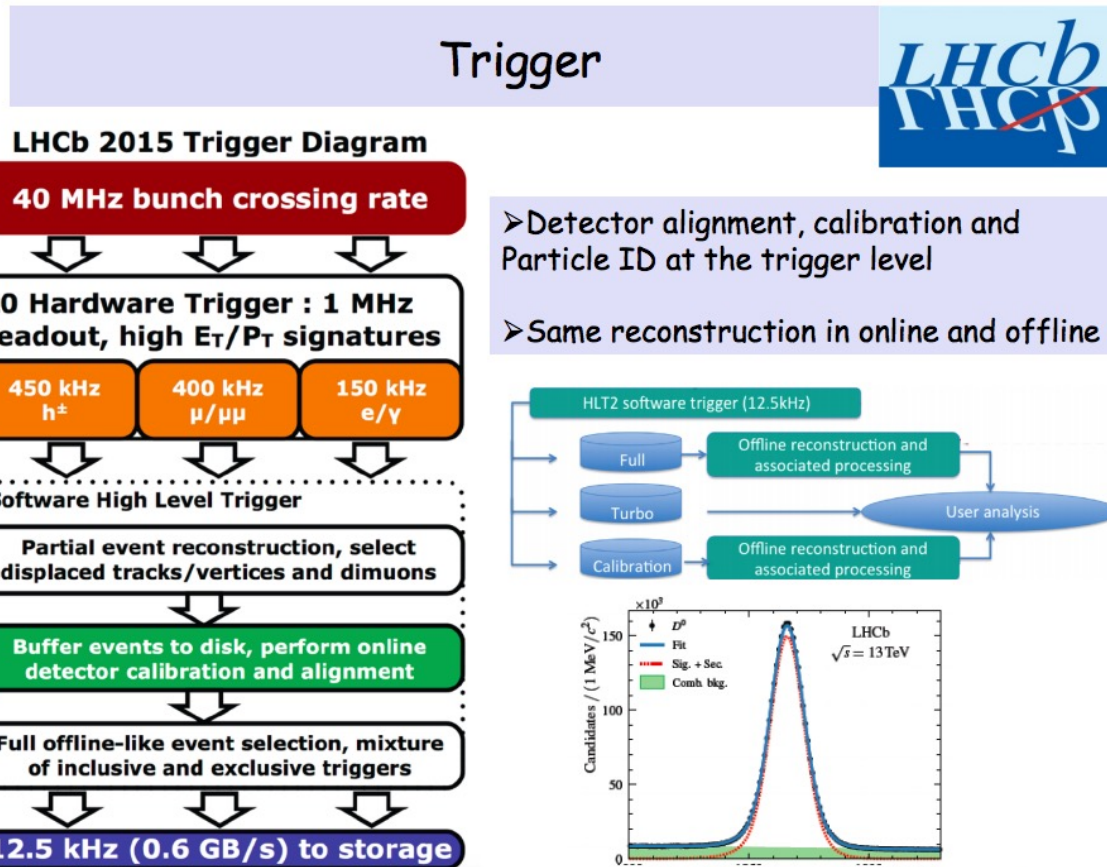 Trigger
LHCb
LHCb 2015 Trigger Diagram
40 MHz bunch crossing rate
0 Hardware Trigger : 1 MHz
eadout, high ET/PT signatures
450 kHz
h±
400 kHz
μ/μμ
150 kHz
e/γ
Software High Level Trigger
Partial event reconstruction, select
displaced tracks/vertices and dimuons
Buffer events to disk, perform online
detector calibration and alignment
Full offline-like event selection, mixture
of inclusive and exclusive triggers
12.5 kHz (0.6 GB/s) to storage
➤Detector alignment, calibration and
Particle ID at the trigger level
➤Same reconstruction in online and offline
HLT2 software trigger (12.5kHz)
Full
Offline reconstruction and
associated processing
Turbo
User analysis
Calibration
Offline reconstruction and
associated processing
×10³
Candidates / (1 MeV/c²)
150
100
50
0
D⁰
Fit
Sig. + Sec.
Comb. bkg.
LHCb
√s = 13 TeV